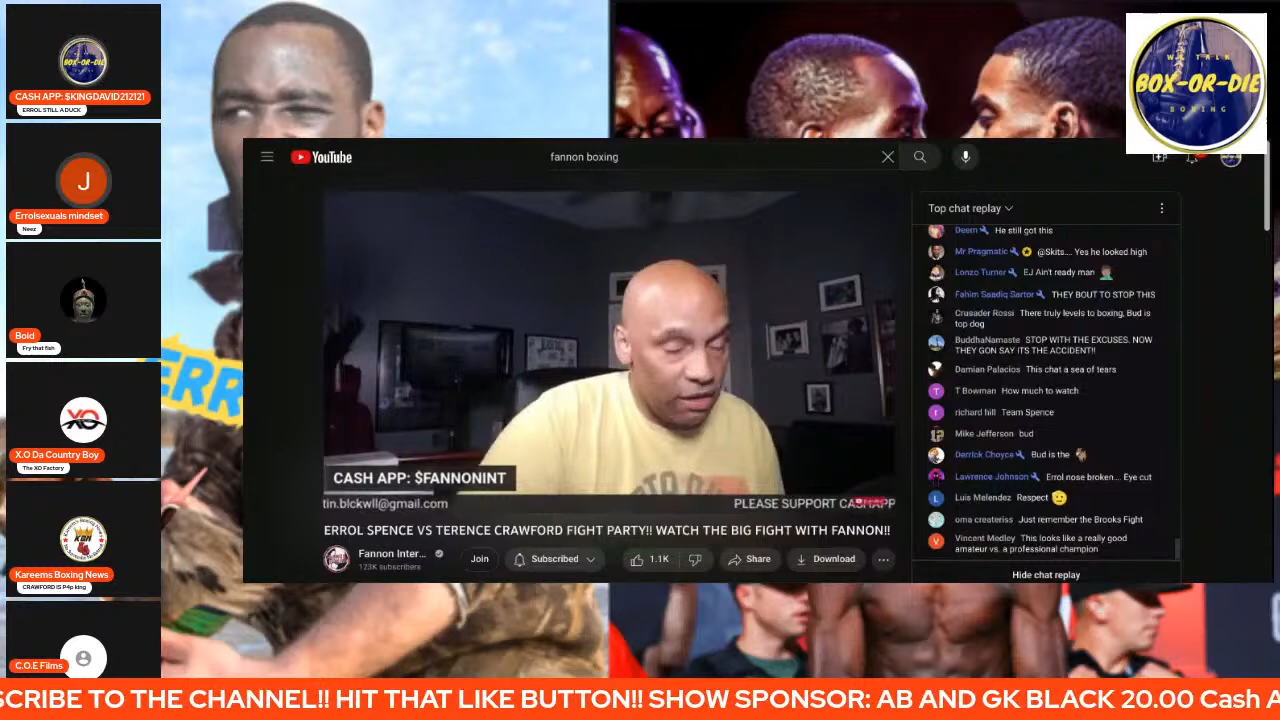 CASH APP: $KINGDAVID212121
ERROL STILL A DUCK
J
Errolsexuals mindset
Neez
Bold
Fry that fish
XO
X.O Da Country Boy
The XO Factory
KBN
Kareems Boxing News
CRAWFORD IS P4p king
C.O.E Films
ERR
WE TALK
BOX-OR-DIE
BOXING
YouTube
fannon boxing
CASH APP: $FANNONINT
tin.blckwll@gmail.com
PLEASE SUPPORT CASHAPP
ERROL SPENCE VS TERENCE CRAWFORD FIGHT PARTY!! WATCH THE BIG FIGHT WITH FANNON!!
Fannon Inter...
123K subscribers
Join
Subscribed
1.1K
Share
Download
Top chat replay
Deem He still got this
Mr Pragmatic @Skits.... Yes he looked high
Lonzo Turner EJ Ain't ready man
Fahim Saadiq Sartor THEY BOUT TO STOP THIS
Crusader Rossi There truly levels to boxing, Bud is
top dog
BuddhaNamaste STOP WITH THE EXCUSES. NOW
THEY GON SAY ITS THE ACCIDENT!!
Damian Palacios This chat a sea of tears
T T Bowman How much to watch
r richard hill Team Spence
Mike Jefferson bud
Derrick Choyce Bud is the
Lawrence Johnson Errol nose broken... Eye cut
L Luis Melendez Respect
oma createriss Just remember the Brooks Fight
V Vincent Medley This looks like a really good
amateur vs. a professional champion
Hide chat replay
SCRIBE TO THE CHANNEL!! HIT THAT LIKE BUTTON!! SHOW SPONSOR: AB AND GK BLACK 20.00 Cash A